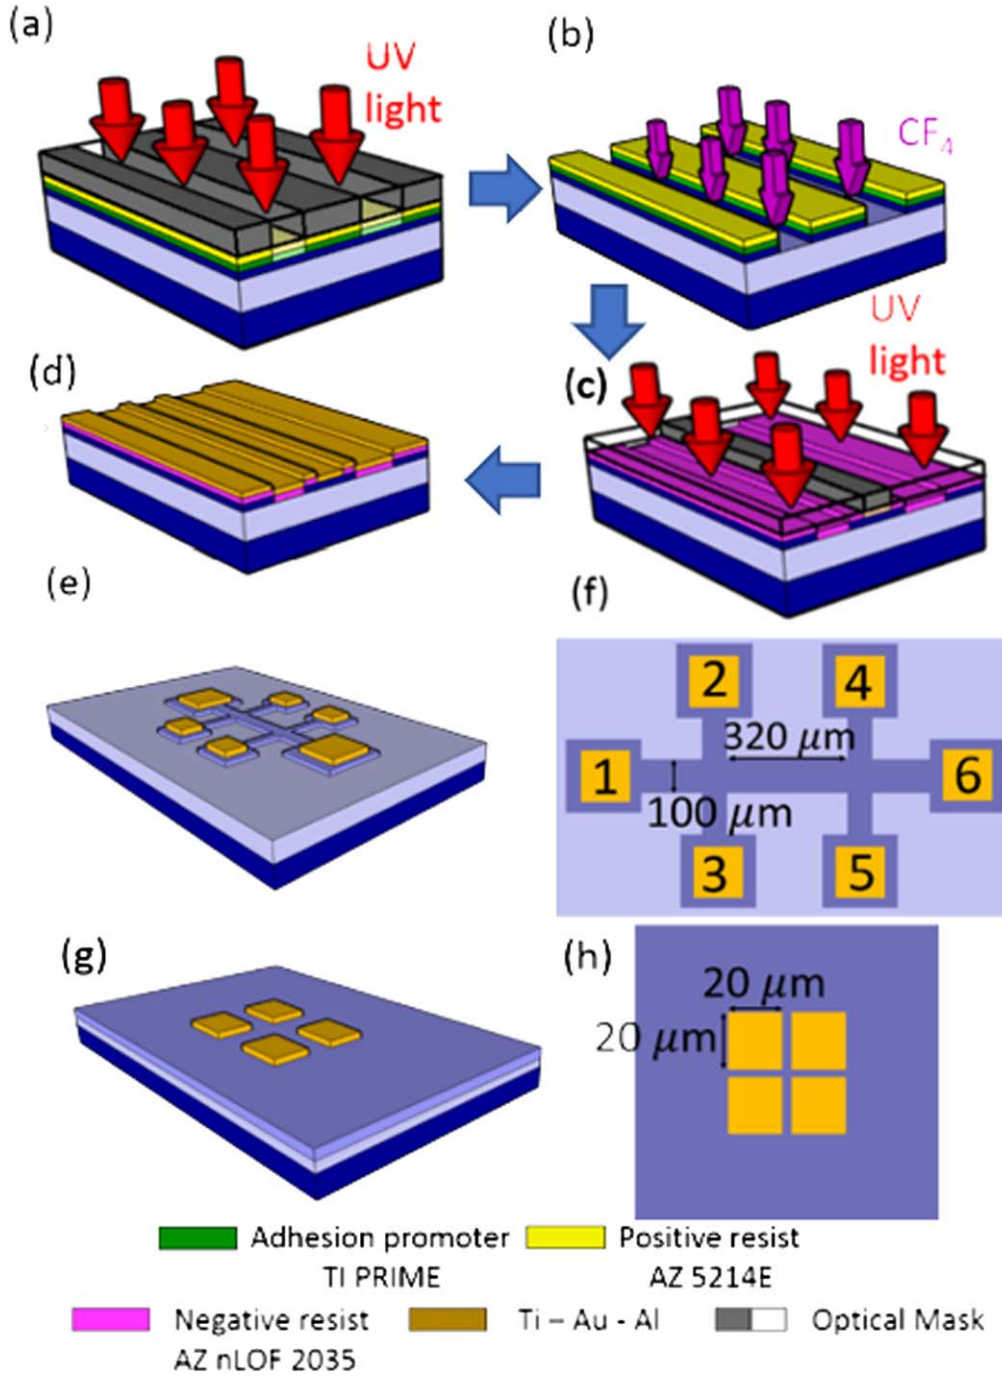 (a)
UV
light
(b)
CF4
(c)
UV
light
(d)
(e)
(f)
2
4
320 μm
1
6
100 μm
3
5
(g)
(h)
20 μm
20 μm
Adhesion promoter
TI PRIME
Positive resist
AZ 5214E
Negative resist
AZ nLOF 2035
Ti – Au - Al
Optical Mask